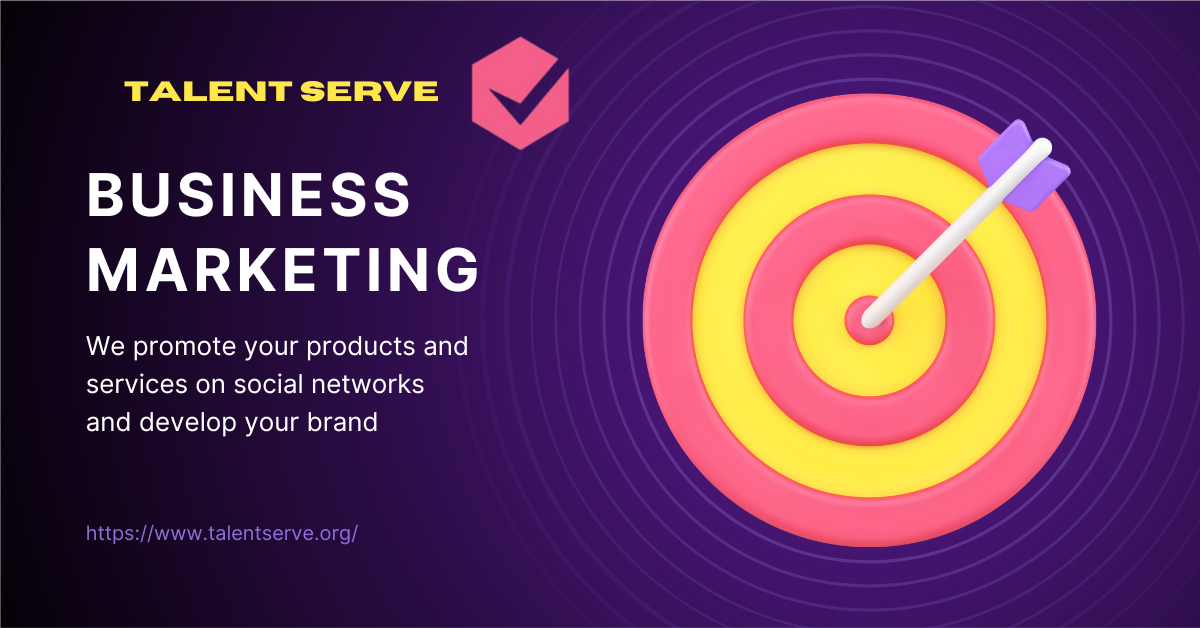 TALENT SERVE
BUSINESS
MARKETING
We promote your products and
services on social networks
and develop your brand
https://www.talentserve.org/